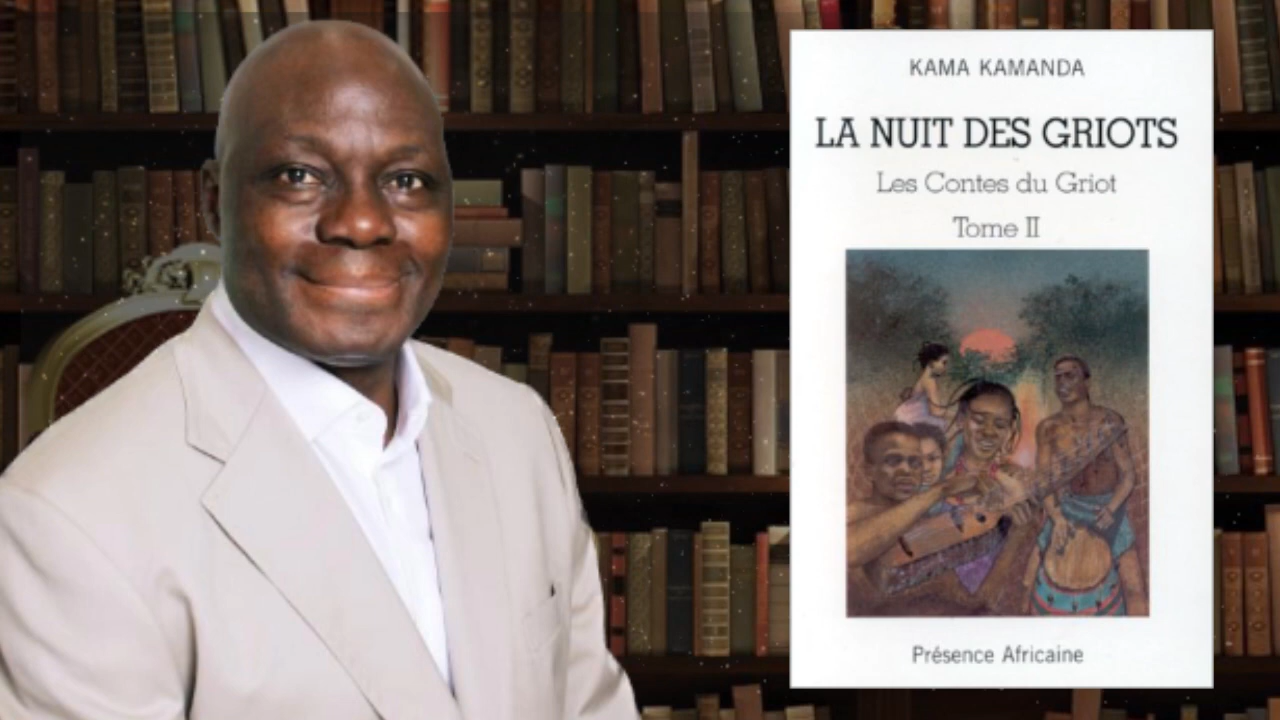 KAMA KAMANDA
LA NUIT DES GRIOTS
Les Contes du Griot
Tome II
Présence Africaine